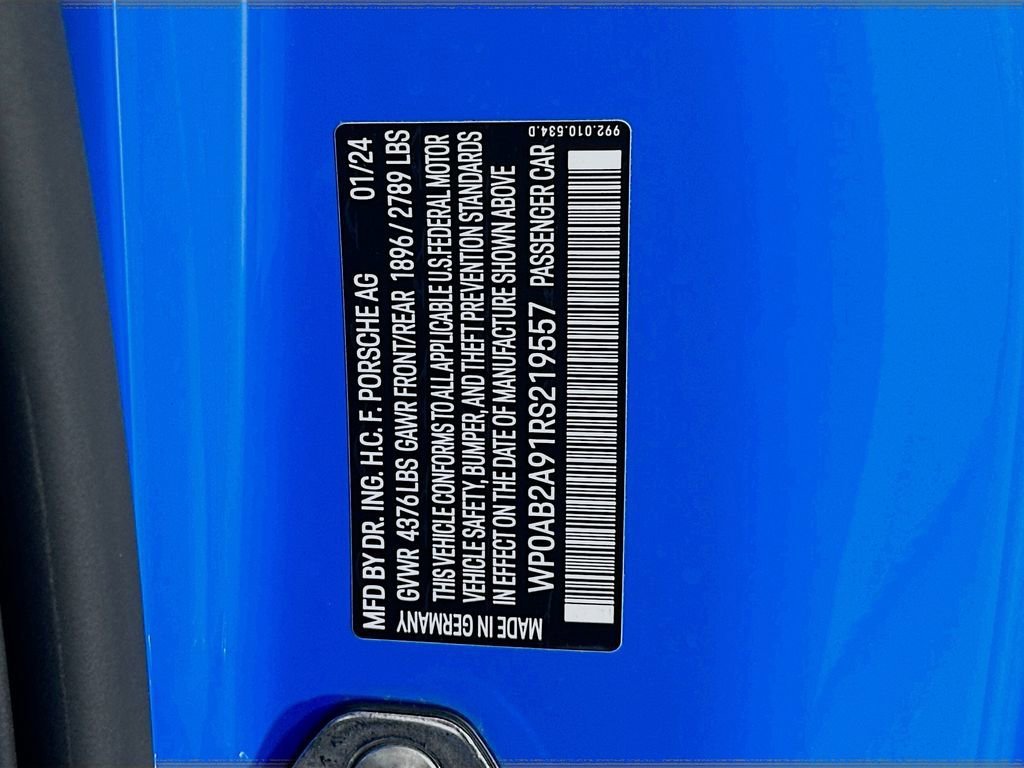 MFD BY DR. ING. H.C. F. PORSCHE AG 01/24
GVWR 4376 LBS GAWR FRONT/REAR 1896 / 2789 LBS
THIS VEHICLE CONFORMS TO ALL APPLICABLE U.S. FEDERAL MOTOR
VEHICLE SAFETY, BUMPER, AND THEFT PREVENTION STANDARDS
IN EFFECT ON THE DATE OF MANUFACTURE SHOWN ABOVE
WP0AB2A91RS219557 PASSENGER CAR
MADE IN GERMANY
992.010.534.D